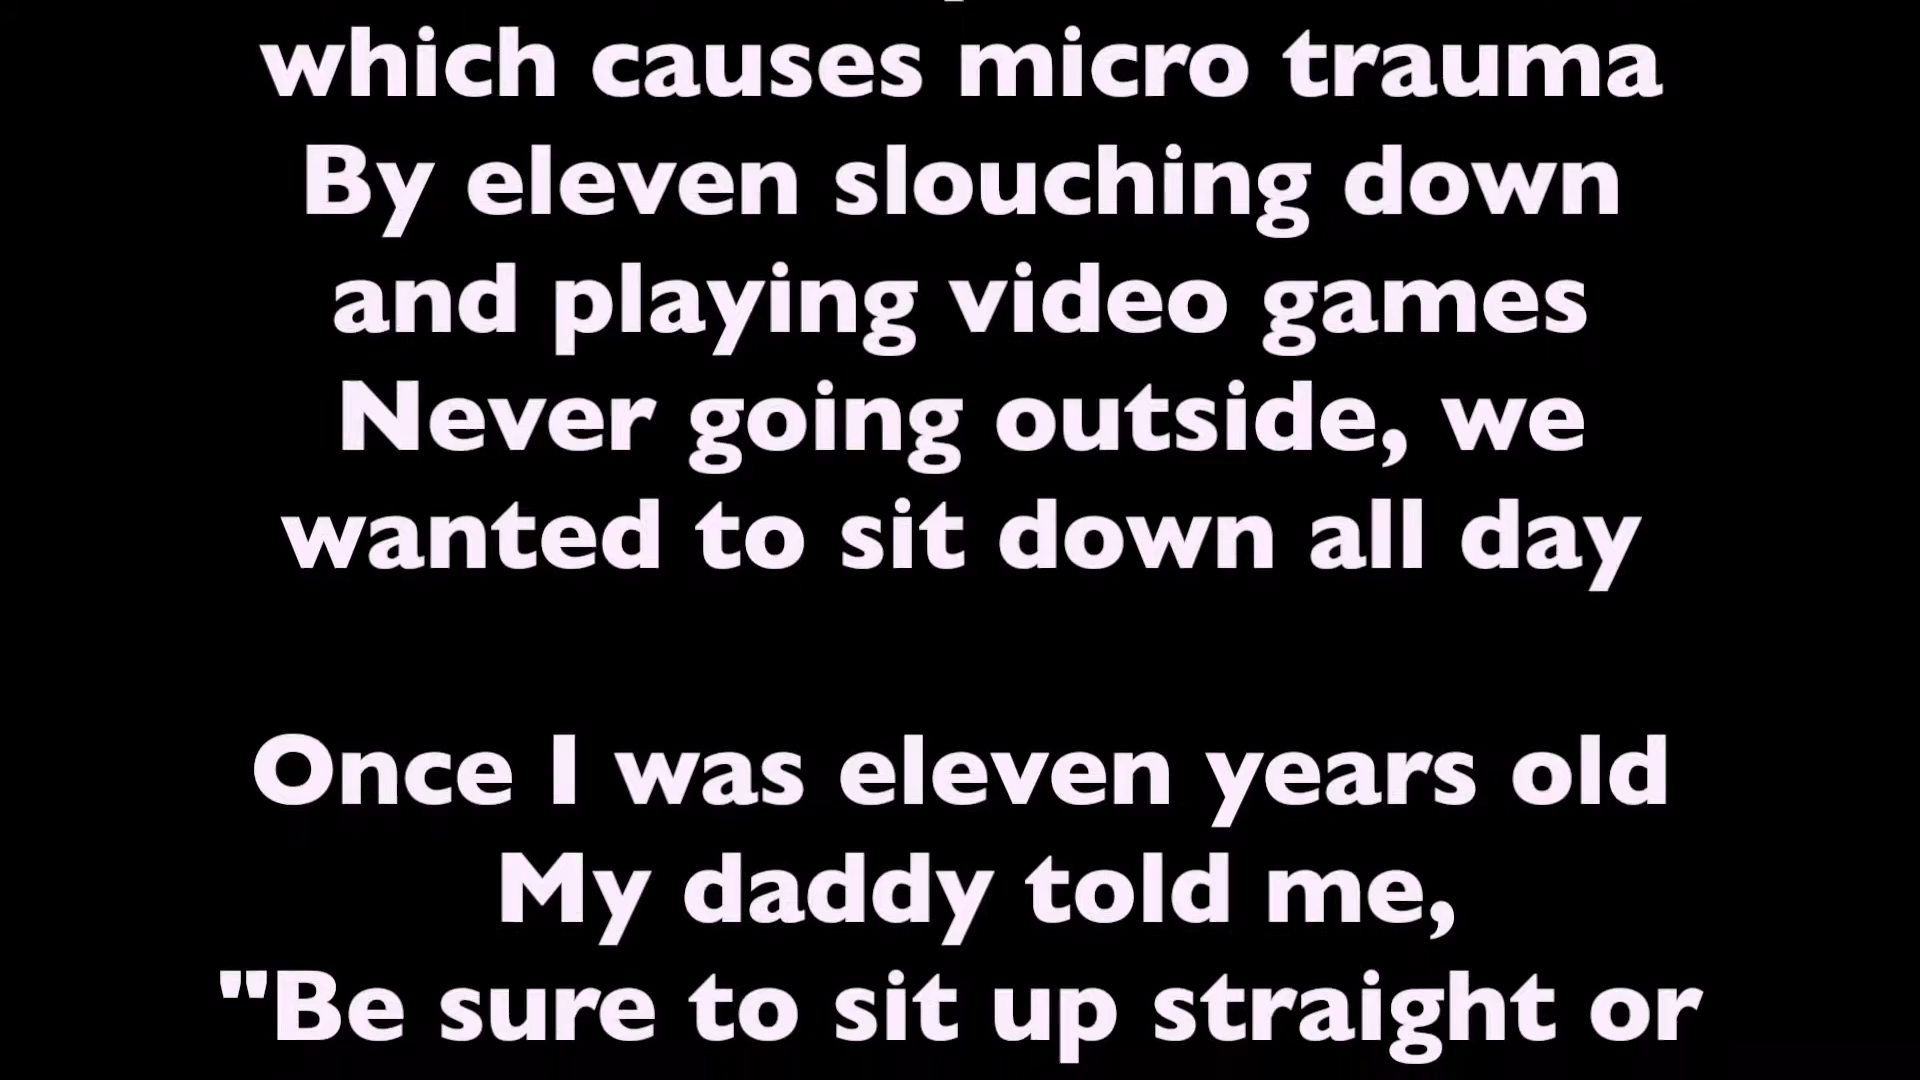 which causes micro trauma
By eleven slouching down
and playing video games
Never going outside, we
wanted to sit down all day
Once I was eleven years old
My daddy told me,
"Be sure to sit up straight or